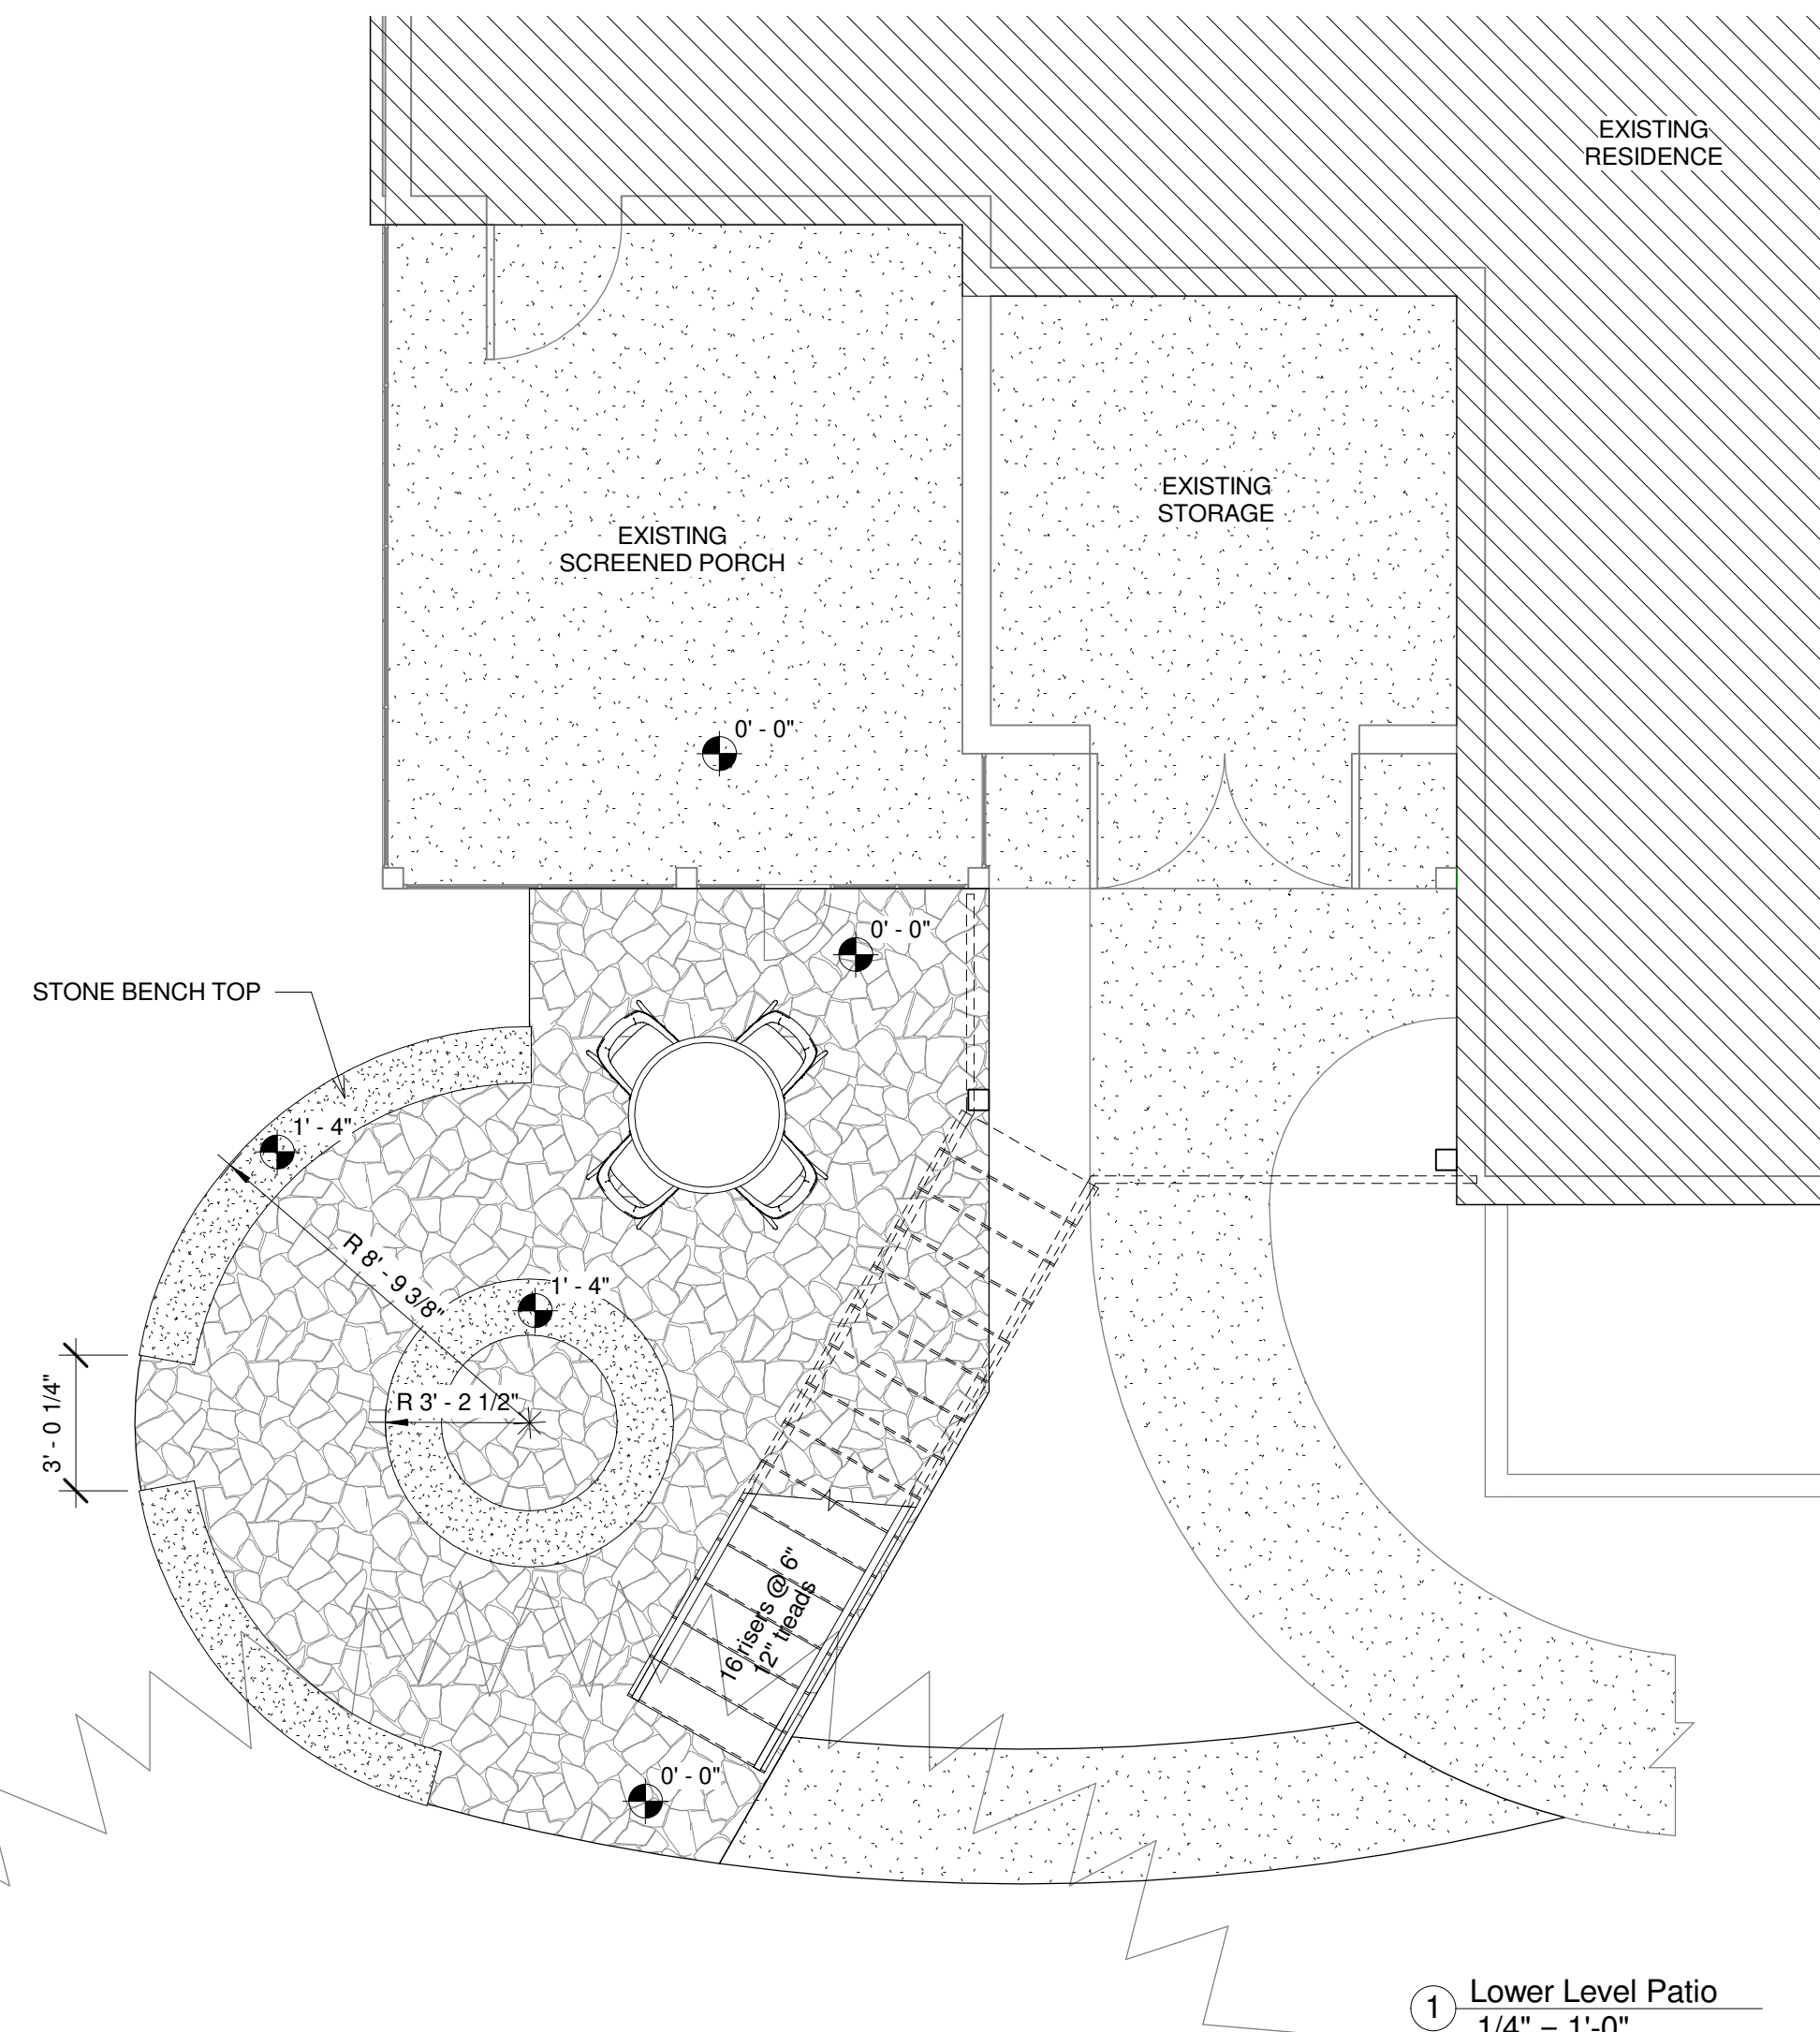 EXISTING
RESIDENCE
EXISTING
STORAGE
EXISTING
SCREENED PORCH
0' - 0"
0' - 0"
STONE BENCH TOP
1' - 4"
R 8' - 9 3/8"
1' - 4"
R 3' - 2 1/2"
3' - 0 1/4"
16 risers @ 6"
12" treads
0' - 0"
1 Lower Level Patio
1/4" = 1'-0"